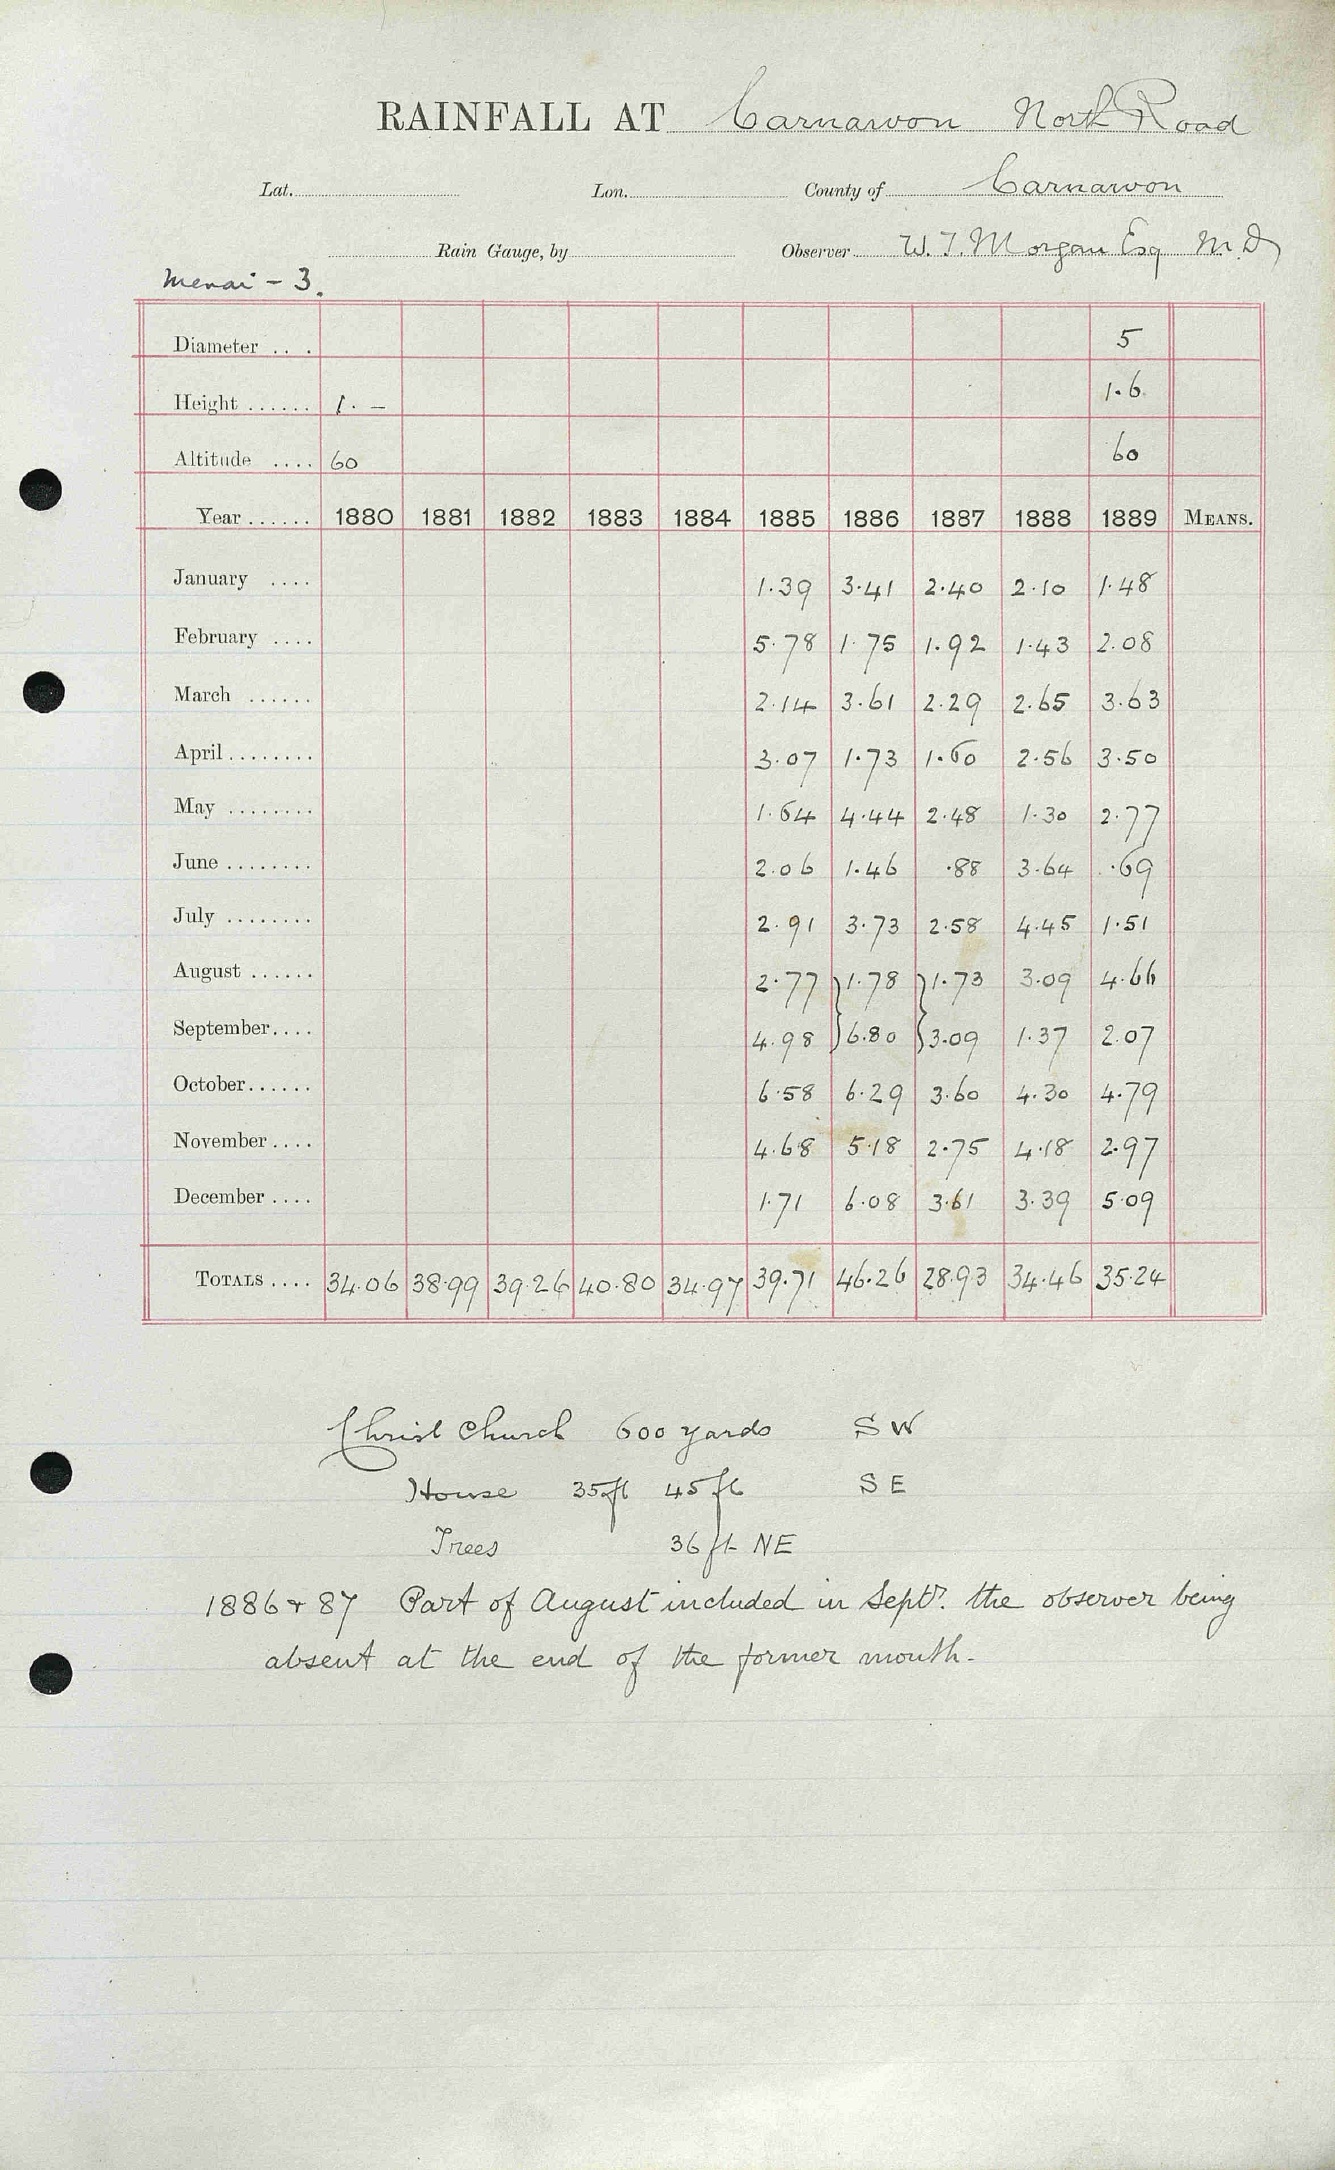 RAINFALL AT Carnarvon North Road
Lat. Lon. County of Carnarvon
Rain Gauge, by Observer W. T. Morgan Esq M.D
Menai - 3.
Diameter ... 5
Height ...... 1. - 1.6
Altitude .... 60 60
Year ...... 1880 1881 1882 1883 1884 1885 1886 1887 1888 1889 MEANS.
January .... 1.39 3.41 2.40 2.10 1.48
February .... 5.78 1.75 1.92 1.43 2.08
March ...... 2.14 3.61 2.29 2.65 3.63
April ........ 3.07 1.73 1.60 2.56 3.50
May ........ 1.64 4.44 2.48 1.30 2.77
June ........ 2.06 1.46 .88 3.64 .69
July ........ 2.91 3.73 2.58 4.45 1.51
August ...... 2.77 }1.78 }1.73 3.09 4.66
September .... 4.98 }6.80 }3.09 1.37 2.07
October ...... 6.58 6.29 3.60 4.30 4.79
November .... 4.68 5.18 2.75 4.18 2.97
December .... 1.71 6.08 3.61 3.39 5.09
TOTALS .... 34.06 38.99 39.26 40.80 34.97 39.71 46.26 28.93 34.46 35.24
Christ Church 600 yards SW
House 35ft 45ft SE
Trees 36ft NE
1886 + 87 Part of August included in Septr. the observer being
absent at the end of the former month.